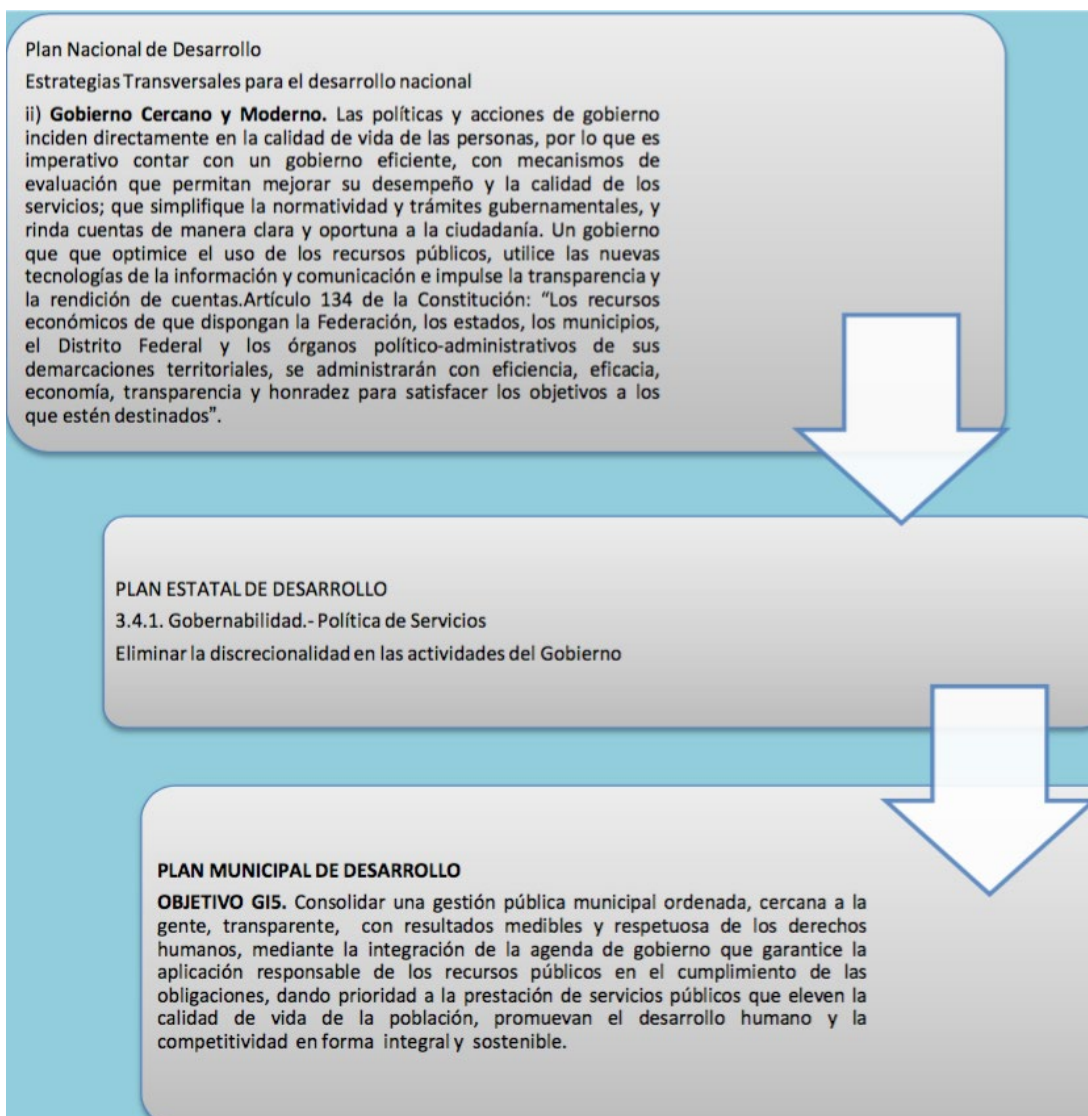 Plan Nacional de Desarrollo
Estrategias Transversales para el desarrollo nacional
ii) Gobierno Cercano y Moderno. Las políticas y acciones de gobierno
inciden directamente en la calidad de vida de las personas, por lo que es
imperativo contar con un gobierno eficiente, con mecanismos de
evaluación que permitan mejorar su desempeño y la calidad de los
servicios; que simplifique la normatividad y trámites gubernamentales, y
rinda cuentas de manera clara y oportuna a la ciudadanía. Un gobierno
que que optimice el uso de los recursos públicos, utilice las nuevas
tecnologías de la información y comunicación e impulse la transparencia y
la rendición de cuentas.Artículo 134 de la Constitución: “Los recursos
económicos de que dispongan la Federación, los estados, los municipios,
el Distrito Federal y los órganos político-administrativos de sus
demarcaciones territoriales, se administrarán con eficiencia, eficacia,
economía, transparencia y honradez para satisfacer los objetivos a los
que estén destinados”.
PLAN ESTATAL DE DESARROLLO
3.4.1. Gobernabilidad.- Política de Servicios
Eliminar la discrecionalidad en las actividades del Gobierno
PLAN MUNICIPAL DE DESARROLLO
OBJETIVO GI5. Consolidar una gestión pública municipal ordenada, cercana a la
gente, transparente, con resultados medibles y respetuosa de los derechos
humanos, mediante la integración de la agenda de gobierno que garantice la
aplicación responsable de los recursos públicos en el cumplimiento de las
obligaciones, dando prioridad a la prestación de servicios públicos que eleven la
calidad de vida de la población, promuevan el desarrollo humano y la
competitividad en forma integral y sostenible.